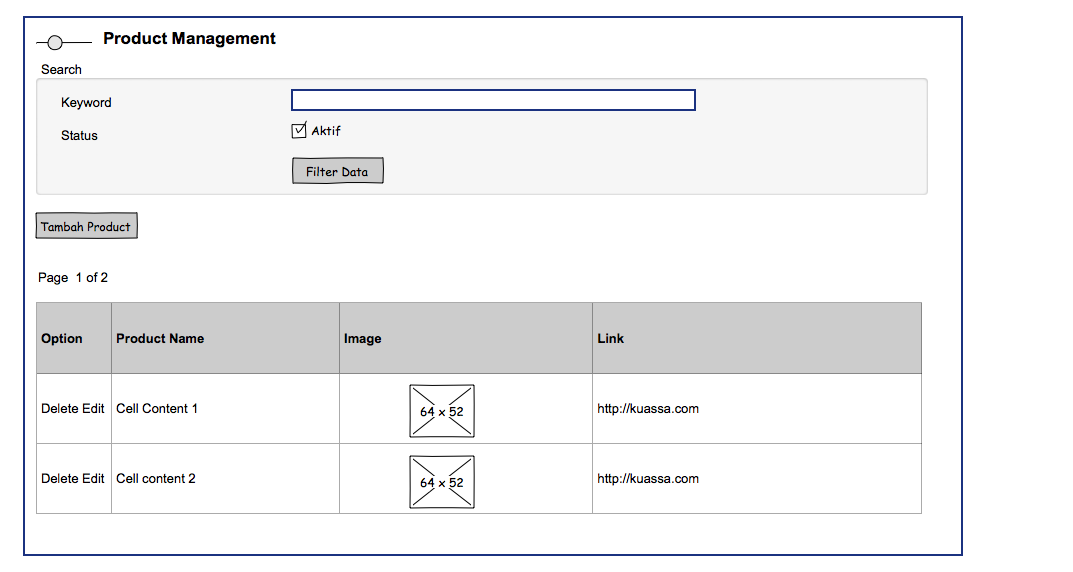 Product Management
Search
Keyword
Status
Aktif
Filter Data
Tambah Product
Page 1 of 2
Option Product Name Image Link
Delete Edit Cell Content 1 64 x 52 http://kuassa.com
Delete Edit Cell content 2 64 x 52 http://kuassa.com